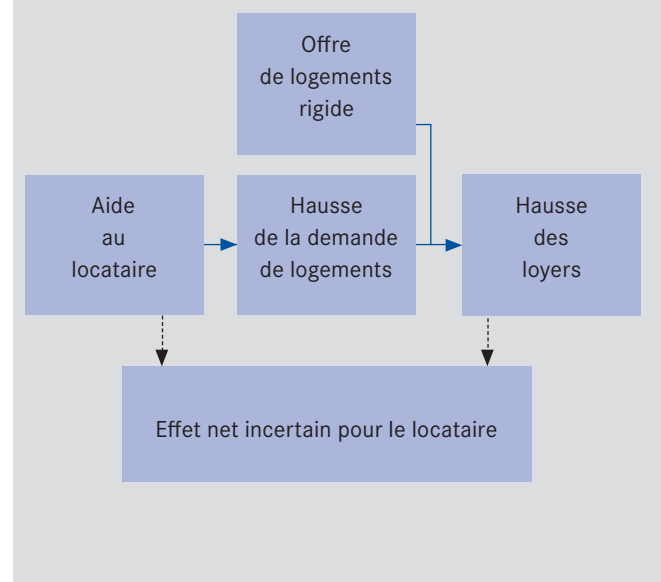 Offre
de logements
rigide
Aide
au
locataire
Hausse
de la demande
de logements
Hausse
des
loyers
Effet net incertain pour le locataire